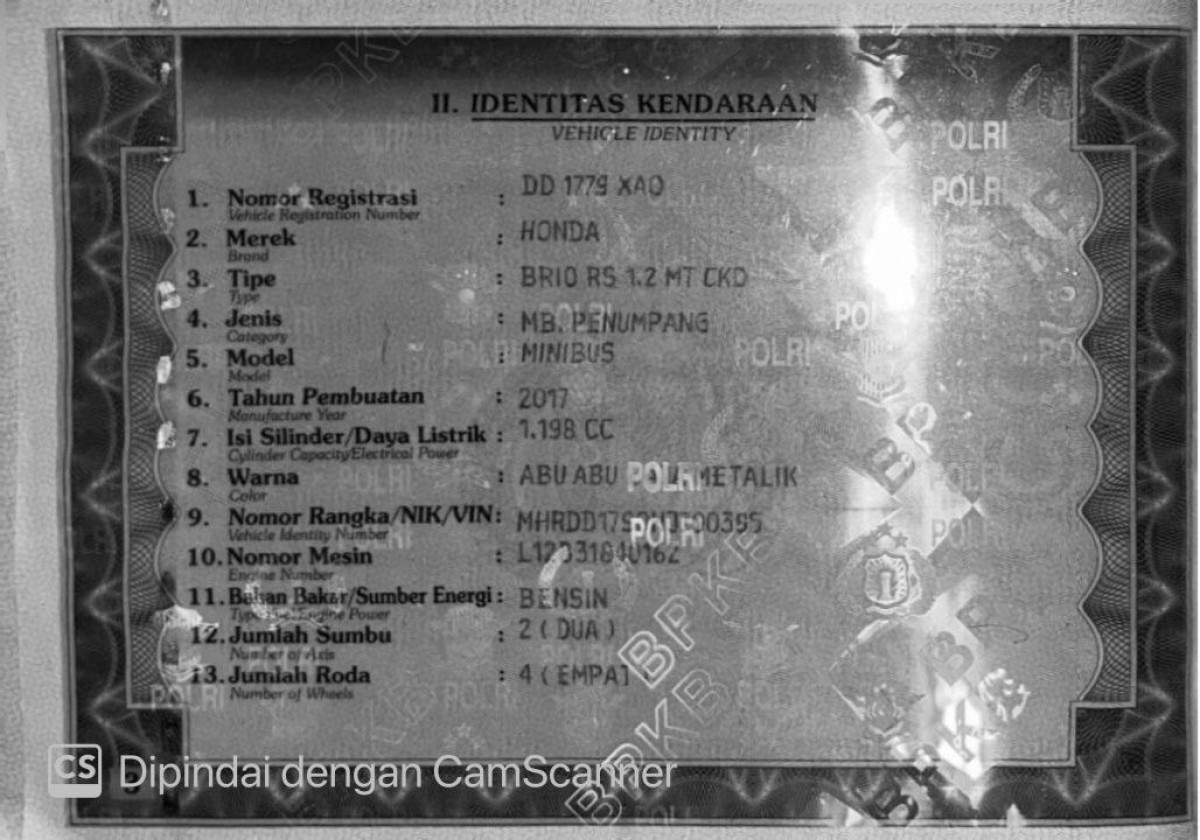 II. IDENTITAS KENDARAAN
VEHICLE IDENTITY
1. Nomor Registrasi : DD 1779 XAO
Vehicle Registration Number
2. Merek : HONDA
Brand
3. Tipe : BRIO RS 1.2 MT CKD
Type
4. Jenis : MB. PENUMPANG
Category
5. Model : MINIBUS
Model
6. Tahun Pembuatan : 2017
Manufacture Year
7. Isi Silinder/Daya Listrik : 1.198 CC
Cylinder Capacity/Electrical Power
8. Warna : ABU ABU METALIK
Color
9. Nomor Rangka/NIK/VIN :
Vehicle Identity Number
10. Nomor Mesin :
Engine Number
11. Bahan Bakar/Sumber Energi : BENSIN
12. Jumlah Sumbu : 2 ( DUA )
Number of Axis
13. Jumlah Roda : 4 ( EMPAT
Number of Wheels
POLRI
POLRI
POLRI
POLRI
BPKB
BPKB
CS Dipindai dengan CamScanner